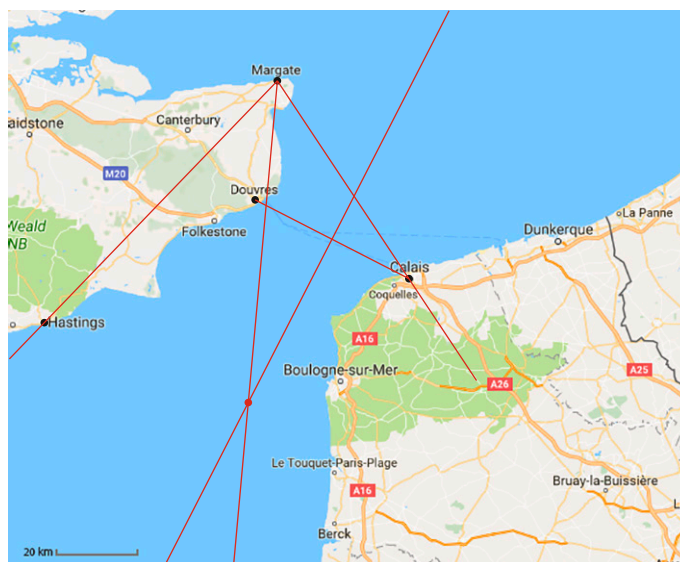 Margate
aidstone
Canterbury
M20
Douvres
Weald
NB
Folkestone
La Panne
Dunkerque
Calais
Coquelles
Hastings
A16
Boulogne-sur-Mer
A26
A25
Le Touquet-Paris-Plage
A16
Bruay-la-Buissière
Berck
20 km